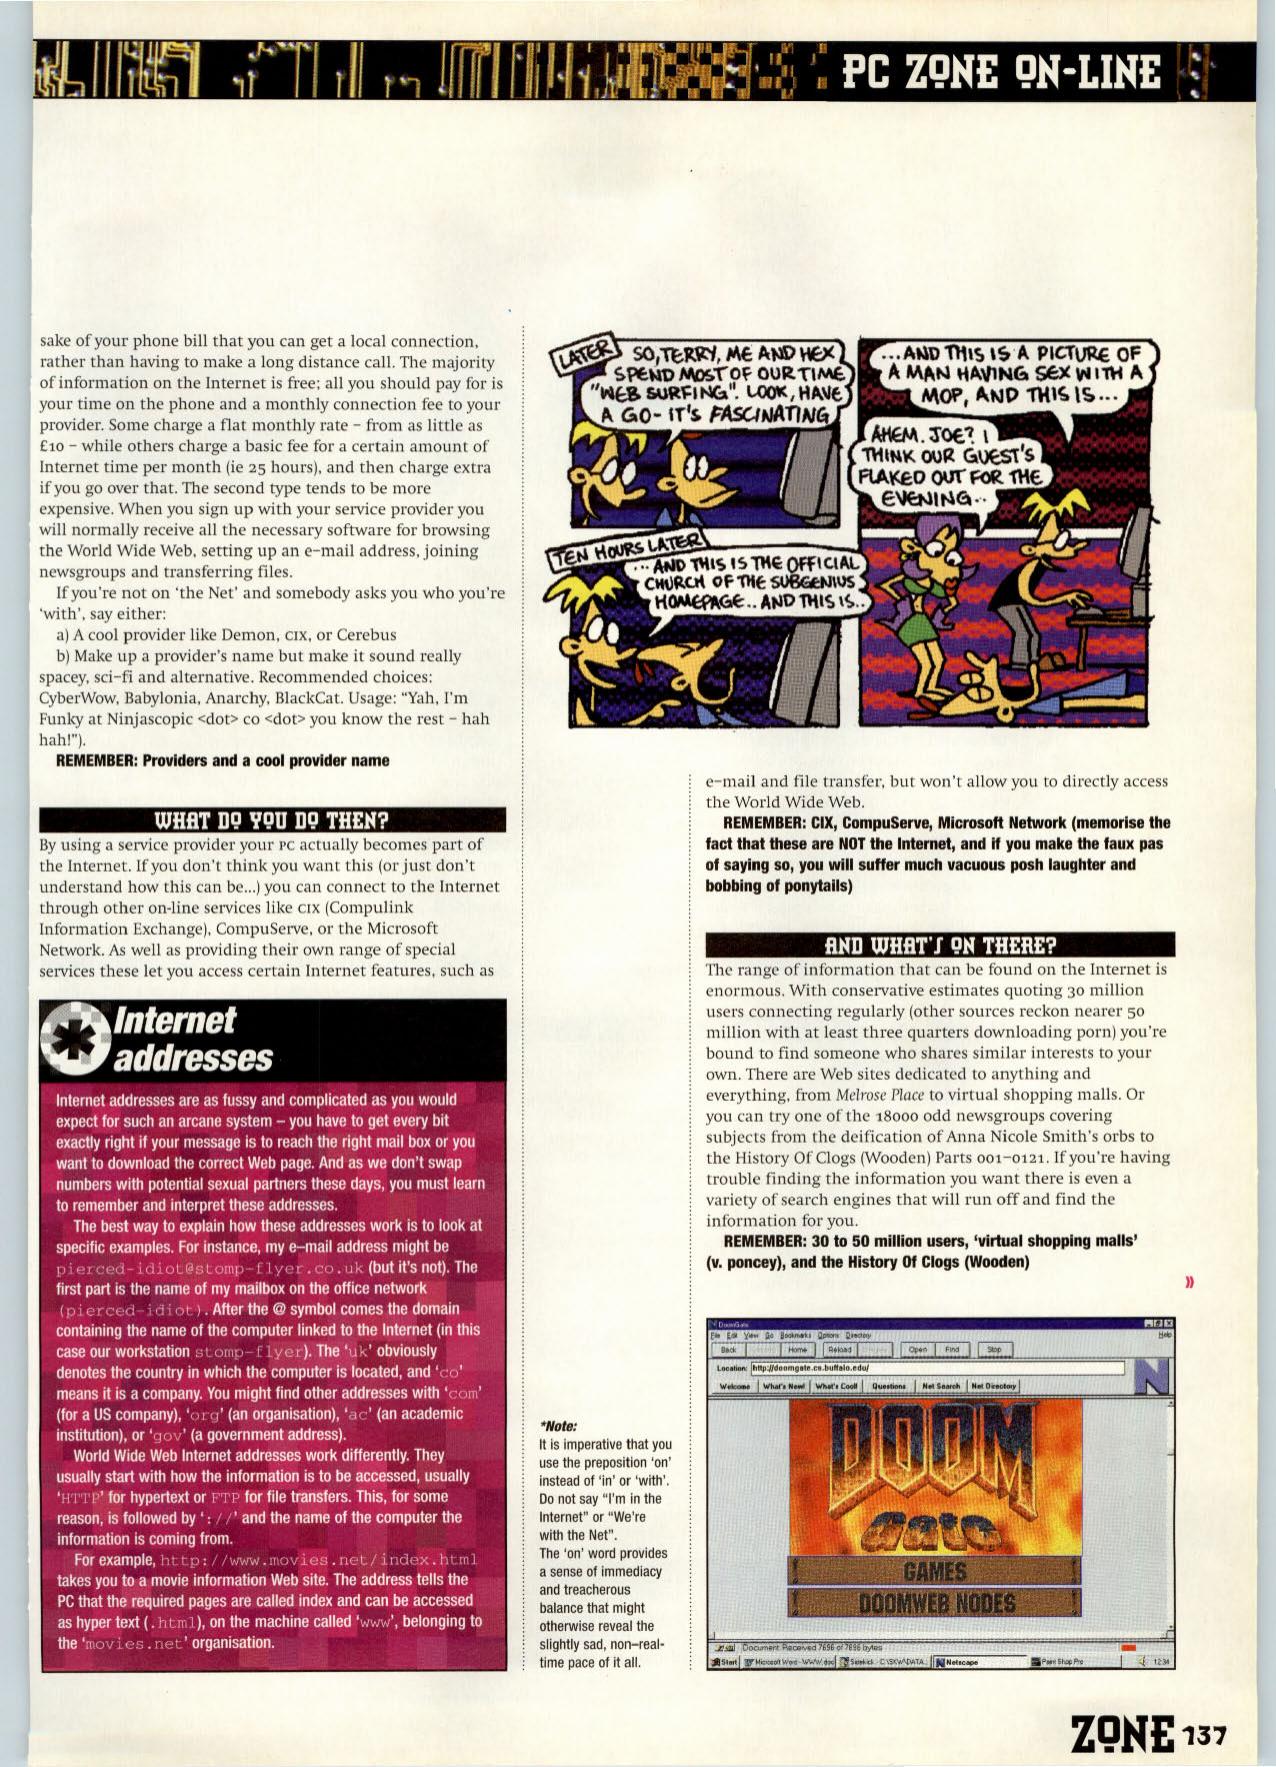 PC ZONE ON-LINE
sake of your phone bill that you can get a local connection,
rather than having to make a long distance call. The majority
of information on the Internet is free; all you should pay for is
your time on the phone and a monthly connection fee to your
provider. Some charge a flat monthly rate – from as little as
£10 – while others charge a basic fee for a certain amount of
Internet time per month (ie 25 hours), and then charge extra
if you go over that. The second type tends to be more
expensive. When you sign up with your service provider you
will normally receive all the necessary software for browsing
the World Wide Web, setting up an e-mail address, joining
newsgroups and transferring files.
If you're not on 'the Net' and somebody asks you who you're
'with', say either:
a) A cool provider like Demon, CIX, or Cerebus
b) Make up a provider's name but make it sound really
spacey, sci-fi and alternative. Recommended choices:
CyberWow, Babylonia, Anarchy, BlackCat. Usage: "Yah, I'm
Funky at Ninjascopic <dot> co <dot> you know the rest – hah
hah!").
REMEMBER: Providers and a cool provider name
WHAT DO YOU DO THEN?
By using a service provider your PC actually becomes part of
the Internet. If you don't think you want this (or just don't
understand how this can be...) you can connect to the Internet
through other on-line services like CIX (Compulink
Information Exchange), CompuServe, or the Microsoft
Network. As well as providing their own range of special
services these let you access certain Internet features, such as
Internet
addresses
Internet addresses are as fussy and complicated as you would
expect for such an arcane system – you have to get every bit
exactly right if your message is to reach the right mail box or you
want to download the correct Web page. And as we don't swap
numbers with potential sexual partners these days, you must learn
to remember and interpret these addresses.
The best way to explain how these addresses work is to look at
specific examples. For instance, my e-mail address might be
pierced-idiot@stomp-flyer.co.uk (but it's not). The
first part is the name of my mailbox on the office network
(pierced-idiot). After the @ symbol comes the domain
containing the name of the computer linked to the Internet (in this
case our workstation stomp-flyer). The 'uk' obviously
denotes the country in which the computer is located, and 'co'
means it is a company. You might find other addresses with 'com'
(for a US company), 'org' (an organisation), 'ac' (an academic
institution), or 'gov' (a government address).
World Wide Web Internet addresses work differently. They
usually start with how the information is to be accessed, usually
'HTTP' for hypertext or FTP for file transfers. This, for some
reason, is followed by '://' and the name of the computer the
information is coming from.
For example, http://www.movies.net/index.html
takes you to a movie information Web site. The address tells the
PC that the required pages are called index and can be accessed
as hyper text (.html), on the machine called 'www', belonging to
the 'movies.net' organisation.
LATER
SO, TERRY, ME AND HEX
SPEND MOST OF OUR TIME
"WEB SURFING". LOOK, HAVE
A GO- IT'S FASCINATING
TEN HOURS LATER
...AND THIS IS THE OFFICIAL
CHURCH OF THE SUBGENIUS
HOMEPAGE.. AND THIS IS..
...AND THIS IS A PICTURE OF
A MAN HAVING SEX WITH A
MOP, AND THIS IS...
AHEM. JOE? I
THINK OUR GUEST'S
FLAKED OUT FOR THE
EVENING..
*Note:
It is imperative that you
use the preposition 'on'
instead of 'in' or 'with'.
Do not say "I'm in the
Internet" or "We're
with the Net".
The 'on' word provides
a sense of immediacy
and treacherous
balance that might
otherwise reveal the
slightly sad, non-real-
time pace of it all.
e-mail and file transfer, but won't allow you to directly access
the World Wide Web.
REMEMBER: CIX, CompuServe, Microsoft Network (memorise the
fact that these are NOT the Internet, and if you make the faux pas
of saying so, you will suffer much vacuous posh laughter and
bobbing of ponytails)
AND WHAT'S ON THERE?
The range of information that can be found on the Internet is
enormous. With conservative estimates quoting 30 million
users connecting regularly (other sources reckon nearer 50
million with at least three quarters downloading porn) you're
bound to find someone who shares similar interests to your
own. There are Web sites dedicated to anything and
everything, from Melrose Place to virtual shopping malls. Or
you can try one of the 18000 odd newsgroups covering
subjects from the deification of Anna Nicole Smith's orbs to
the History Of Clogs (Wooden) Parts 001-0121. If you're having
trouble finding the information you want there is even a
variety of search engines that will run off and find the
information for you.
REMEMBER: 30 to 50 million users, 'virtual shopping malls'
(v. poncey), and the History Of Clogs (Wooden)
»
DoomGate
File Edit View Go Bookmarks Options Directory Help
Back Home Reload Open Find Stop
Location: http://doomgate.cs.buffalo.edu/
Welcome What's New! What's Cool! Questions Net Search Net Directory
N
DOOM
Gate
GAMES
DOOMWEB NODES
Document Received 7696 of 7696 bytes
Start Microsoft Word - WWW.doc Sidekick - C:\SKW\DATA... Netscape Paint Shop Pro 12:34
ZONE 137